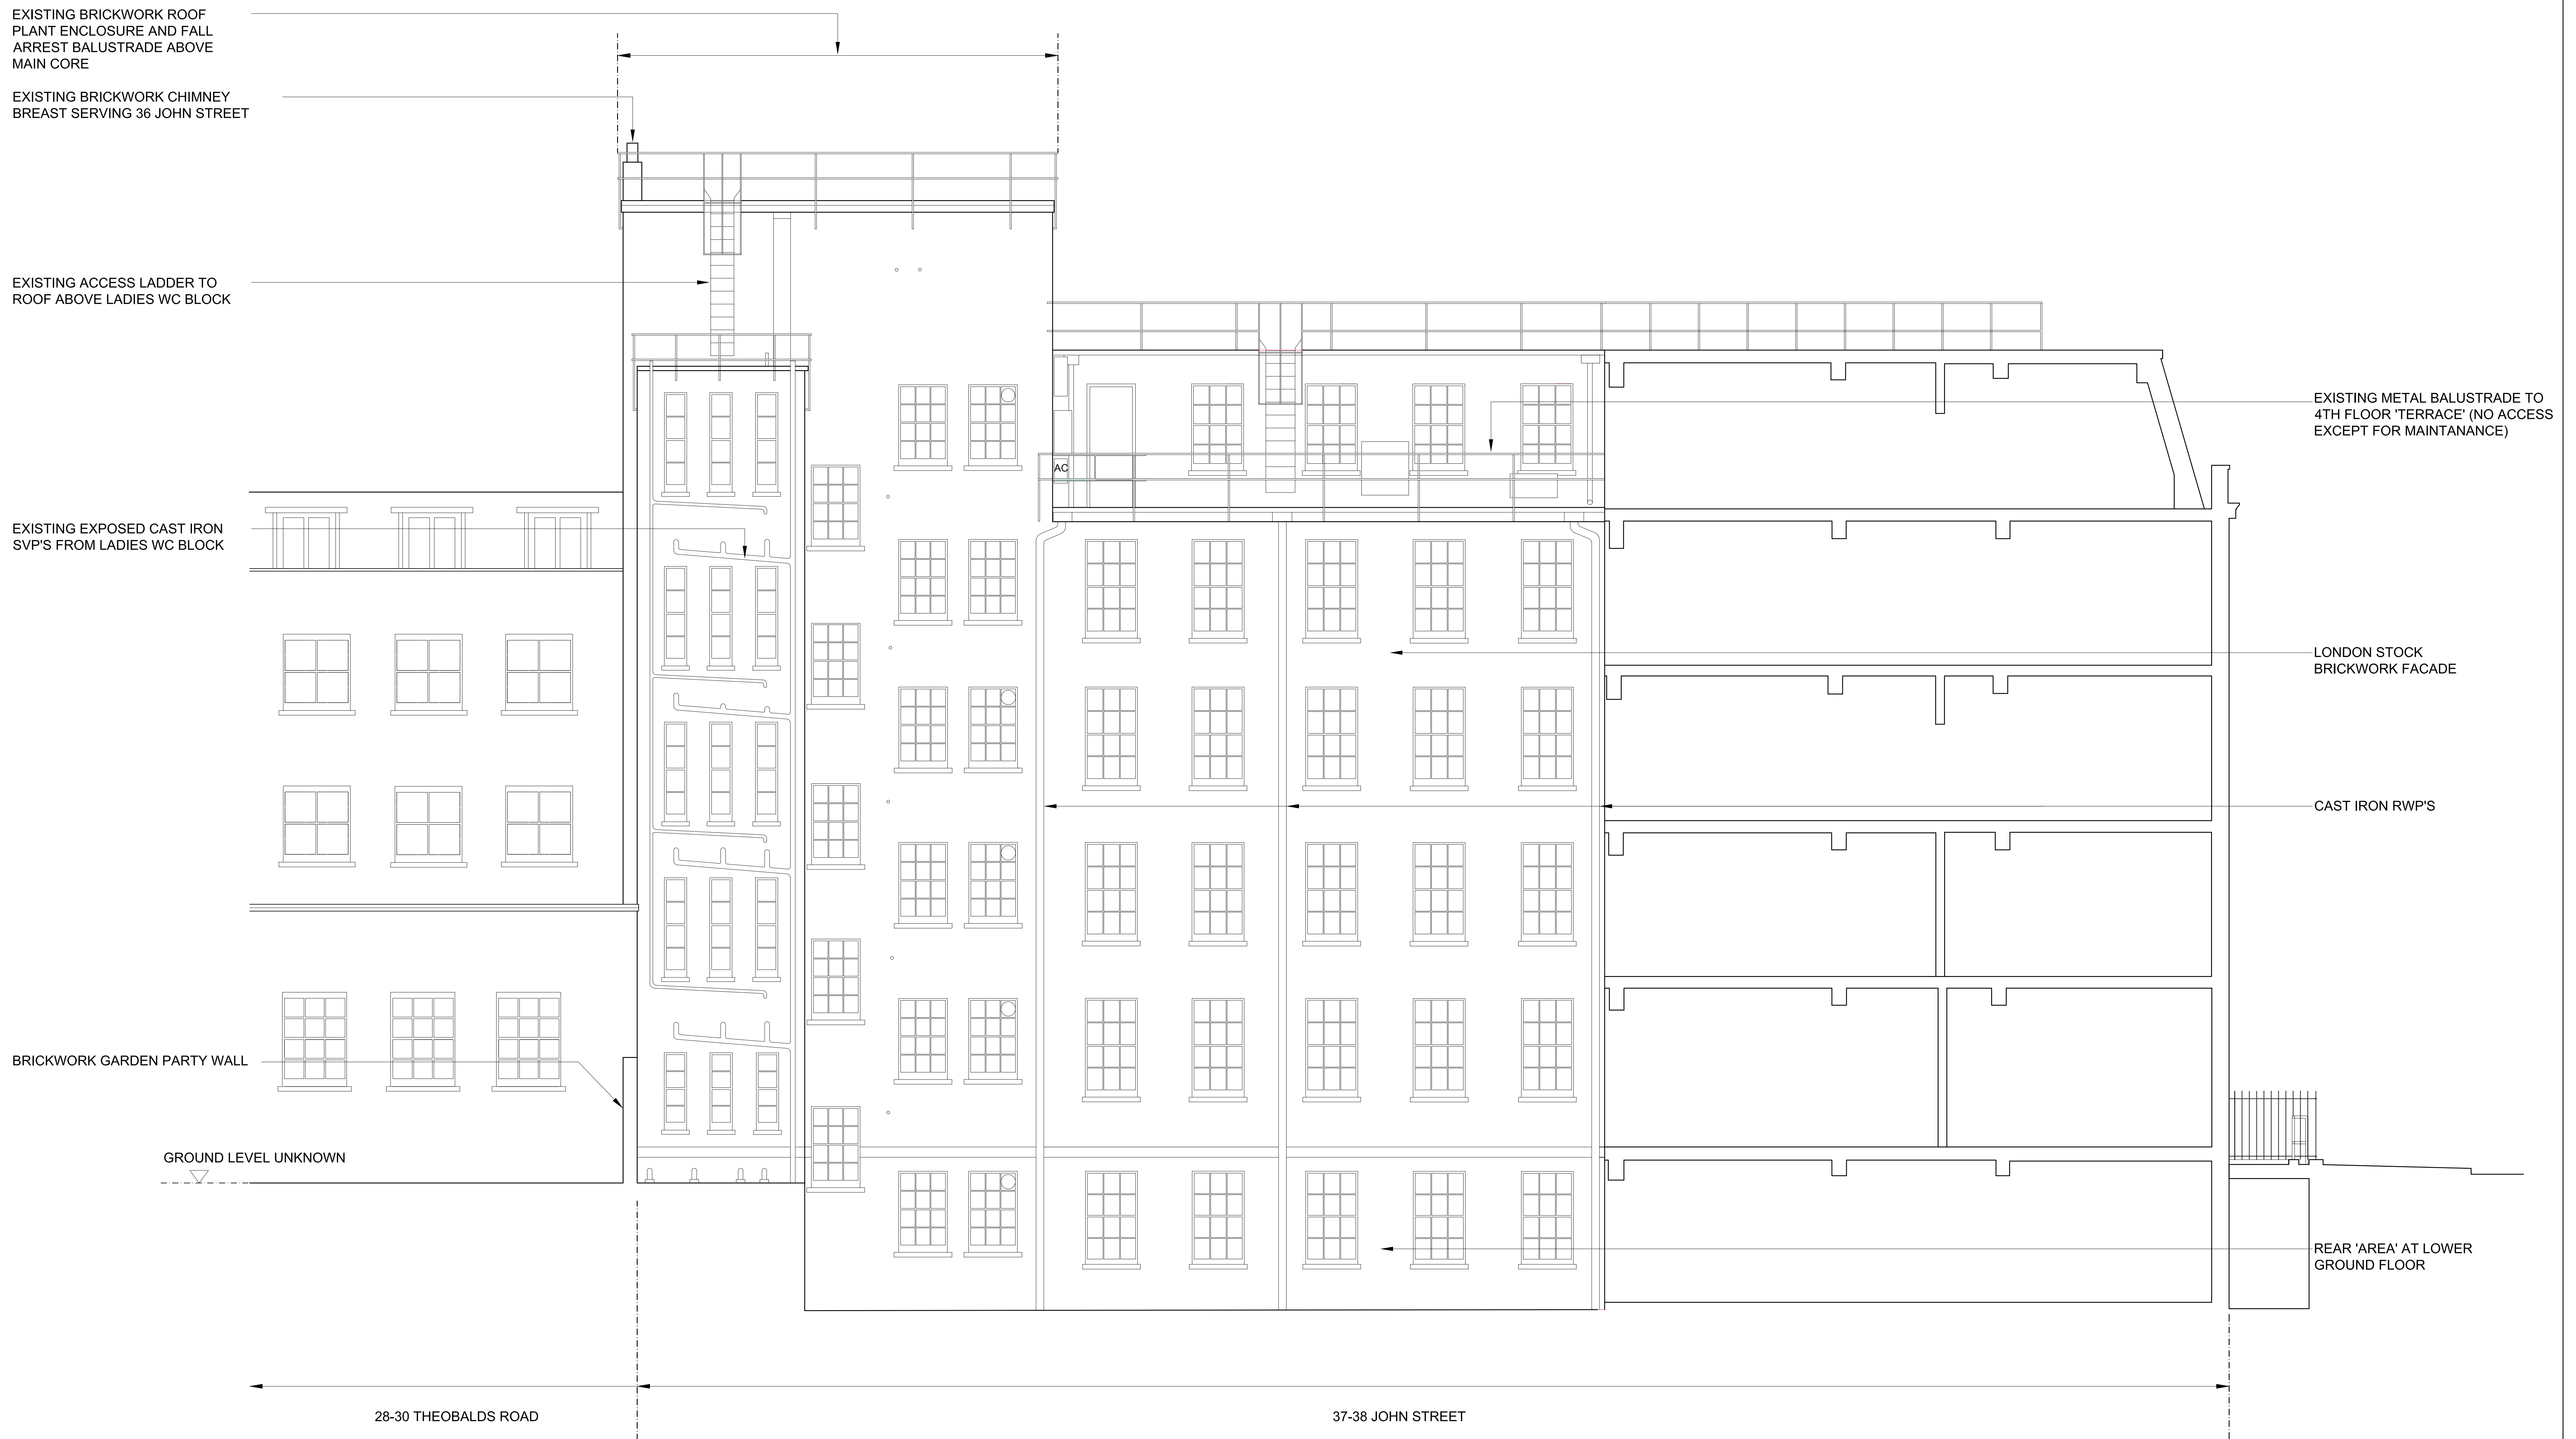 EXISTING BRICKWORK ROOF
PLANT ENCLOSURE AND FALL
ARREST BALUSTRADE ABOVE
MAIN CORE
EXISTING BRICKWORK CHIMNEY
BREAST SERVING 36 JOHN STREET
EXISTING ACCESS LADDER TO
ROOF ABOVE LADIES WC BLOCK
EXISTING METAL BALUSTRADE TO
4TH FLOOR 'TERRACE' (NO ACCESS
EXCEPT FOR MAINTANANCE)
AC
EXISTING EXPOSED CAST IRON
SVP'S FROM LADIES WC BLOCK
LONDON STOCK
BRICKWORK FACADE
CAST IRON RWP'S
BRICKWORK GARDEN PARTY WALL
GROUND LEVEL UNKNOWN
REAR 'AREA' AT LOWER
GROUND FLOOR
28-30 THEOBALDS ROAD
37-38 JOHN STREET